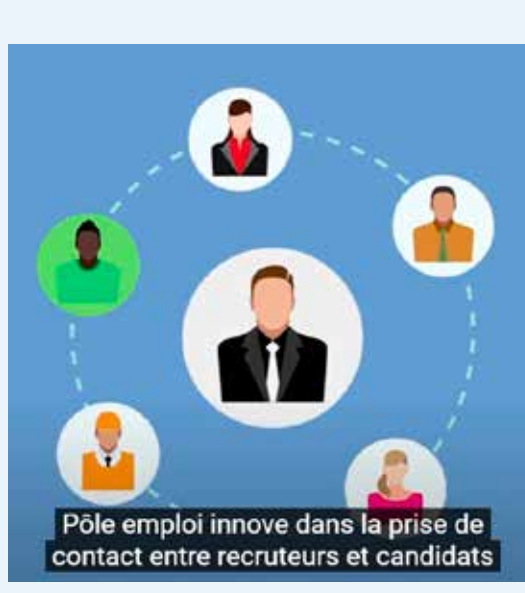 Pôle emploi innove dans la prise de
contact entre recruteurs et candidats